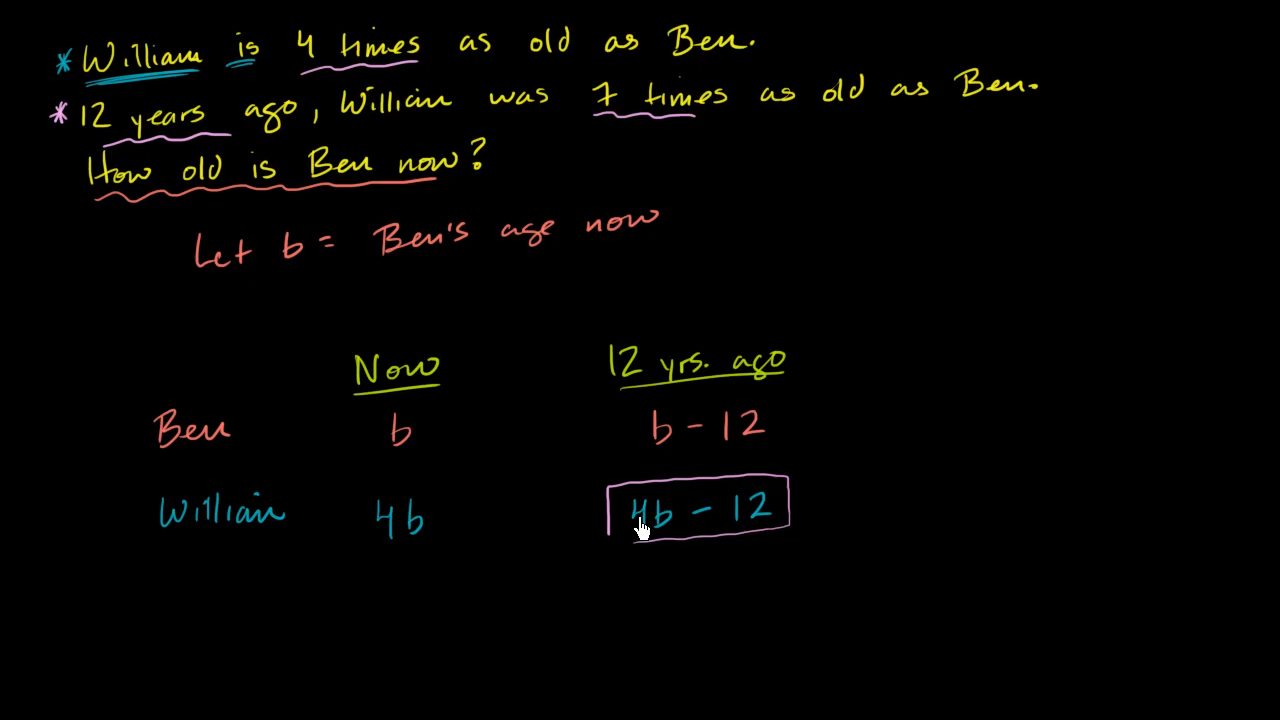 * William is 4 times as old as Ben.
* 12 years ago, William was 7 times as old as Ben.
How old is Ben now?
Let b = Ben's age now
Now 12 yrs. ago
Ben b b - 12
William 4b 4b - 12